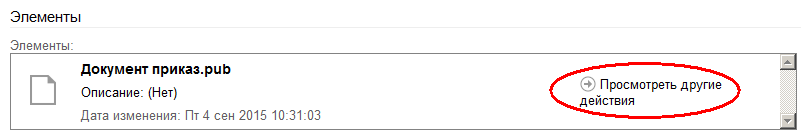 Элементы
Элементы:
Документ приказ.pub
Описание: (Нет)
Дата изменения: Пт 4 сен 2015 10:31:03
Просмотреть другие
действия